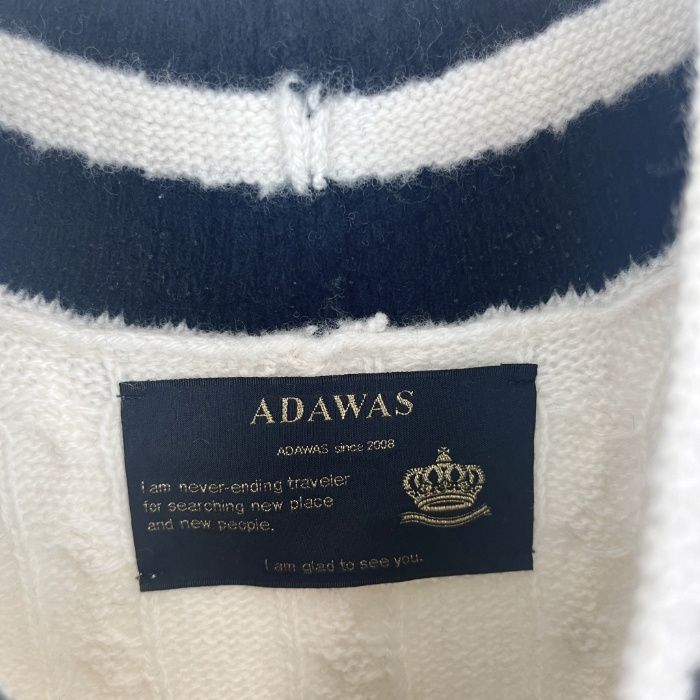 ADAWAS
ADAWAS since 2008
I am never-ending traveler
for searching new place
and new people.
I am glad to see you.